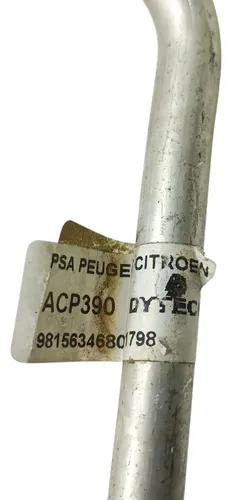 PSA PEUGE CITROEN
ACP390 DYTEC
9815634680 798